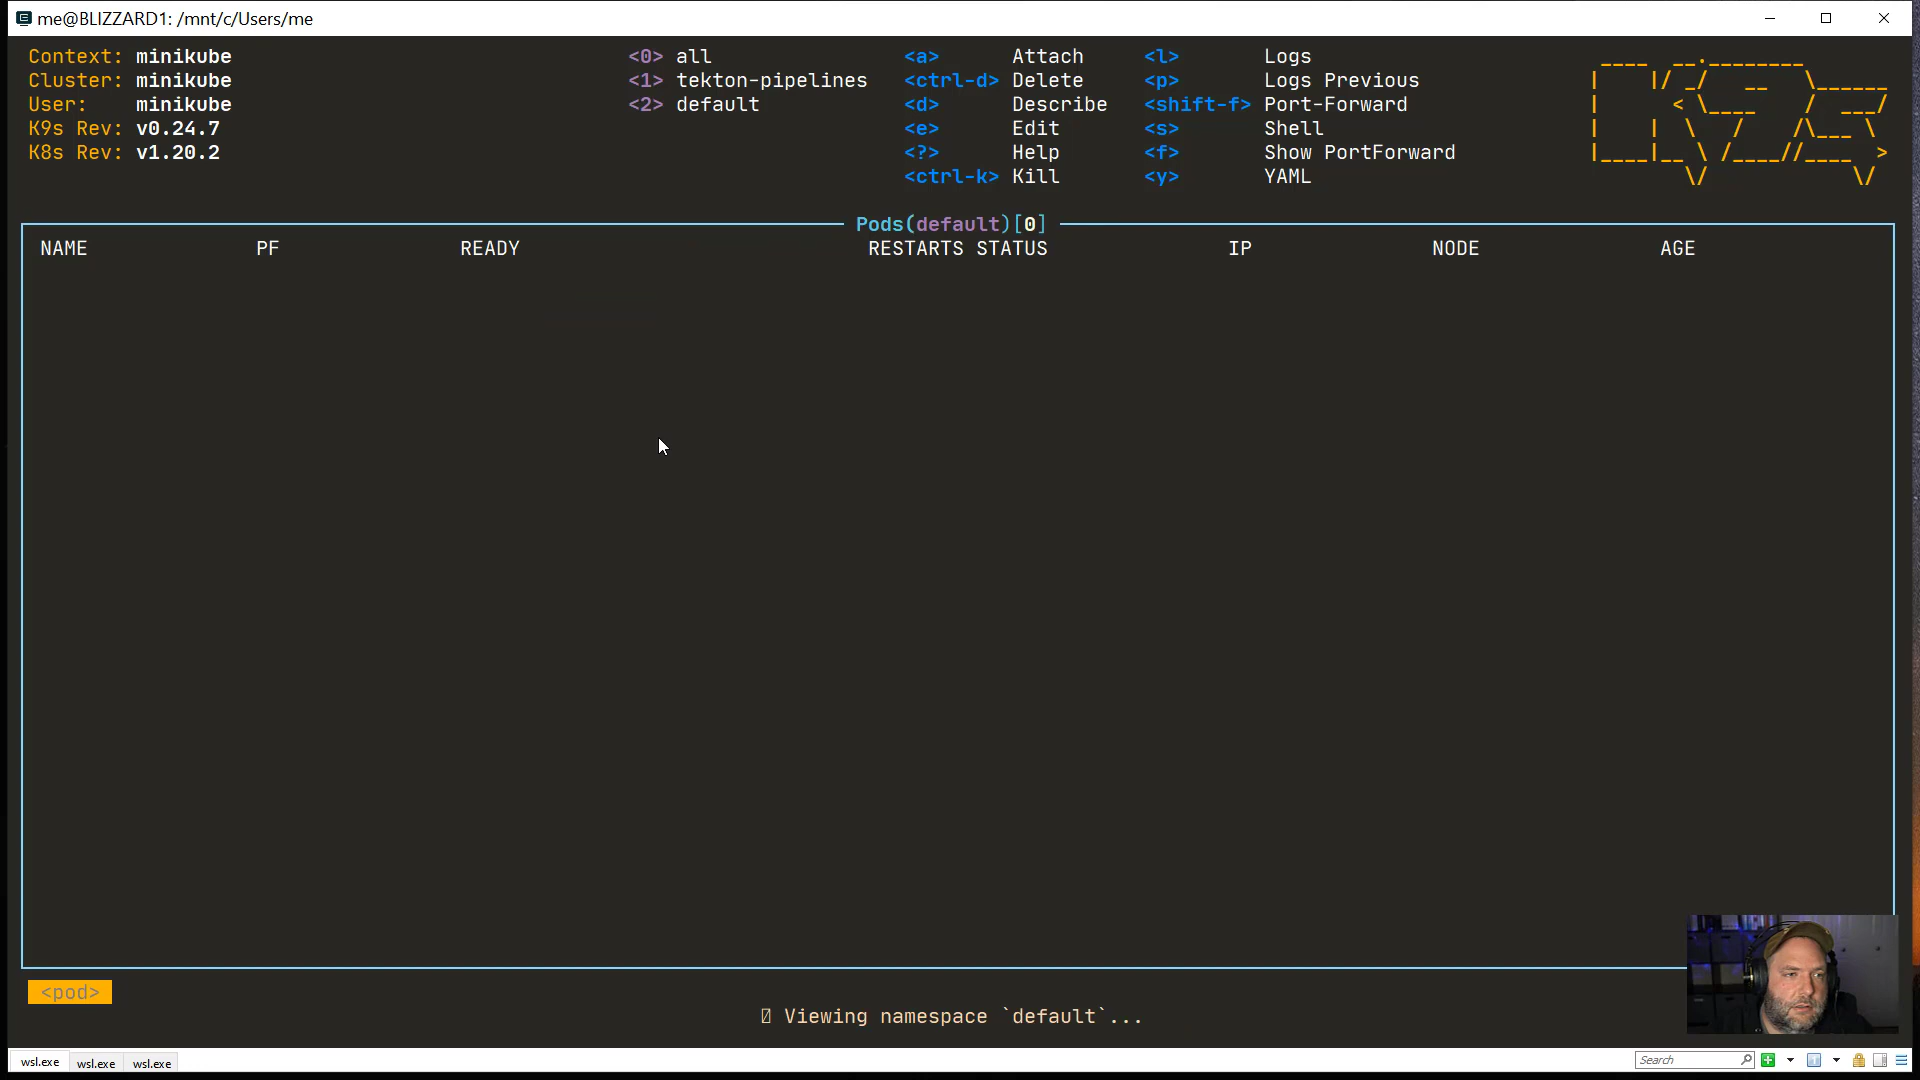 me@BLIZZARD1: /mnt/c/Users/me
Context: minikube <0> all <a> Attach <l> Logs
Cluster: minikube <1> tekton-pipelines <ctrl-d> Delete <p> Logs Previous
User: minikube <2> default <d> Describe <shift-f> Port-Forward
K9s Rev: v0.24.7 <e> Edit <s> Shell
K8s Rev: v1.20.2 <?> Help <f> Show PortForward
<ctrl-k> Kill <y> YAML
Pods(default)[0]
NAME PF READY RESTARTS STATUS IP NODE AGE
<pod>
Viewing namespace `default`...
wsl.exe wsl.exe wsl.exe Search